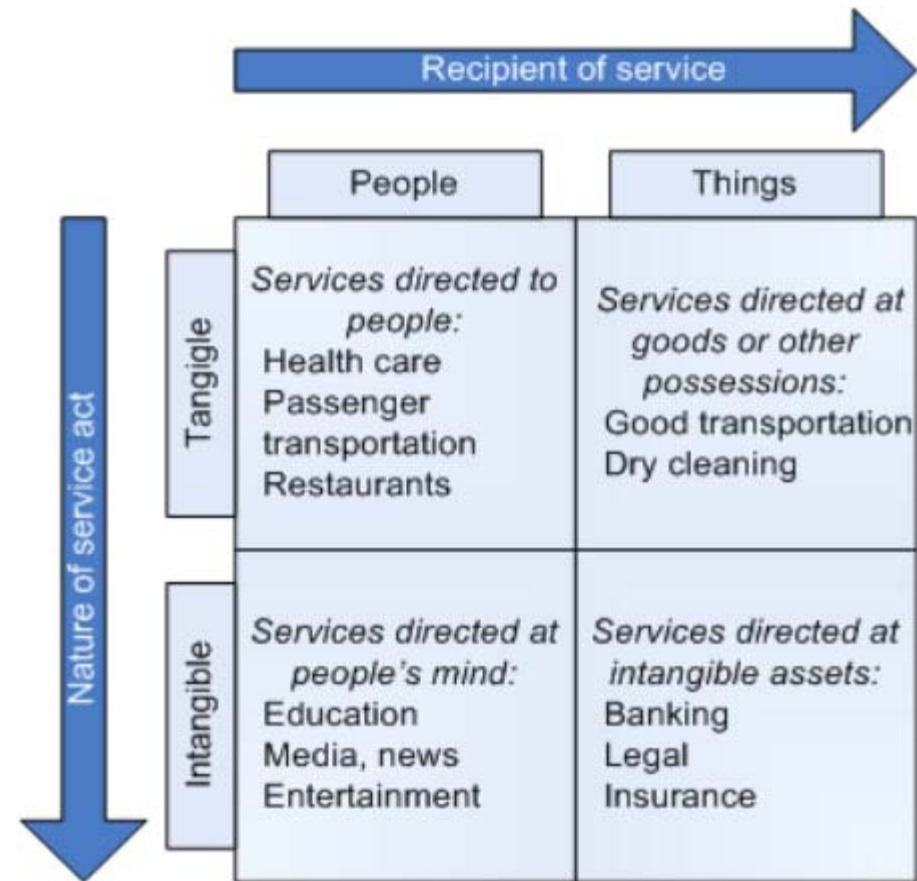 Recipient of service
People
Things
Nature of service act
Tangigle
Services directed to
people:
Health care
Passenger
transportation
Restaurants
Services directed at
goods or other
possessions:
Good transportation
Dry cleaning
Intangible
Services directed at
people's mind:
Education
Media, news
Entertainment
Services directed at
intangible assets:
Banking
Legal
Insurance